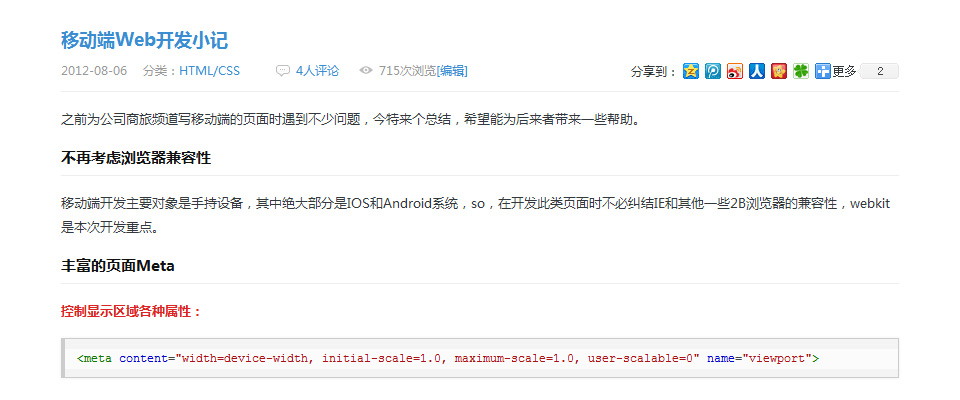 移动端Web开发小记
2012-08-06 分类：HTML/CSS 4人评论 715次浏览[编辑] 分享到： 更多 2
之前为公司商旅频道写移动端的页面时遇到不少问题，今特来个总结，希望能为后来者带来一些帮助。
不再考虑浏览器兼容性
移动端开发主要对象是手持设备，其中绝大部分是IOS和Android系统，so，在开发此类页面时不必纠结IE和其他一些2B浏览器的兼容性，webkit
是本次开发重点。
丰富的页面Meta
控制显示区域各种属性：
<meta content="width=device-width, initial-scale=1.0, maximum-scale=1.0, user-scalable=0" name="viewport">